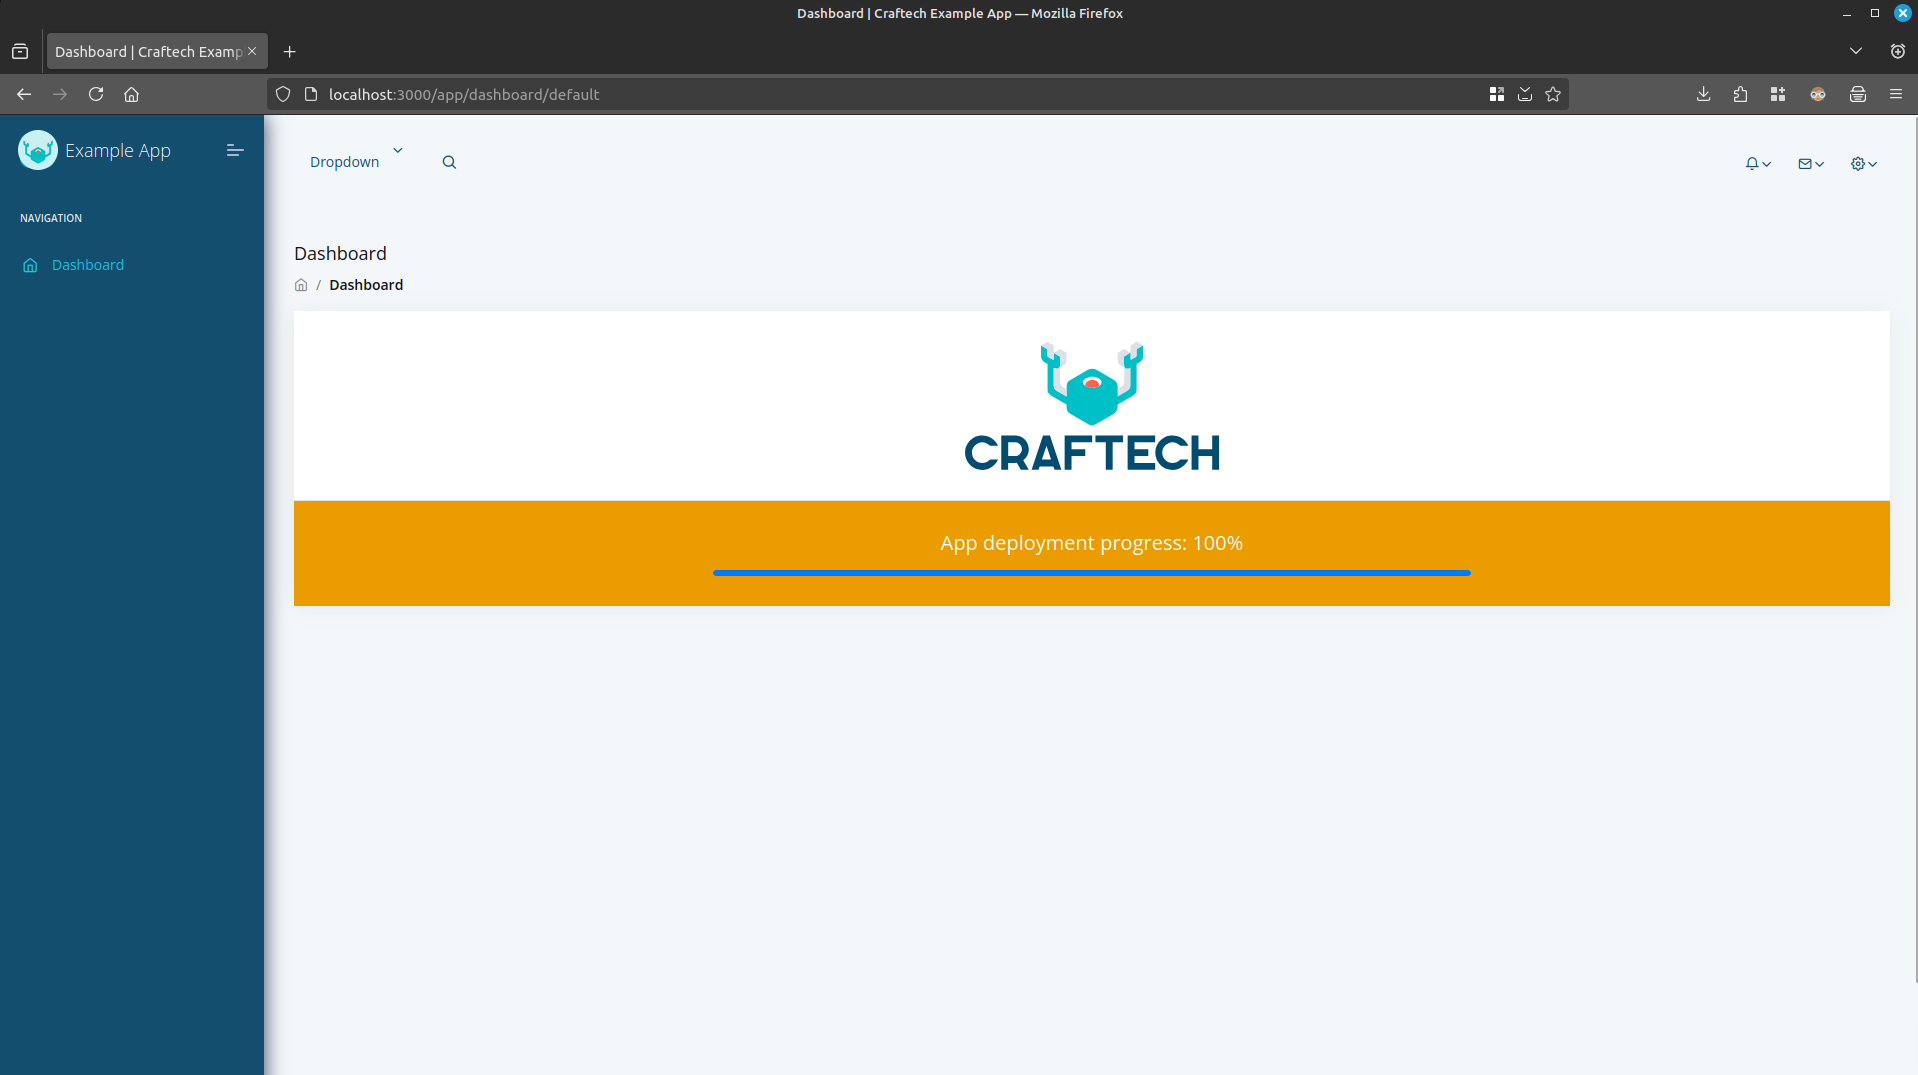 Dashboard | Craftech Example App — Mozilla Firefox
Dashboard | Craftech Examp
localhost:3000/app/dashboard/default
Example App
Dropdown
NAVIGATION
Dashboard
Dashboard
/ Dashboard
CRAFTECH
App deployment progress: 100%